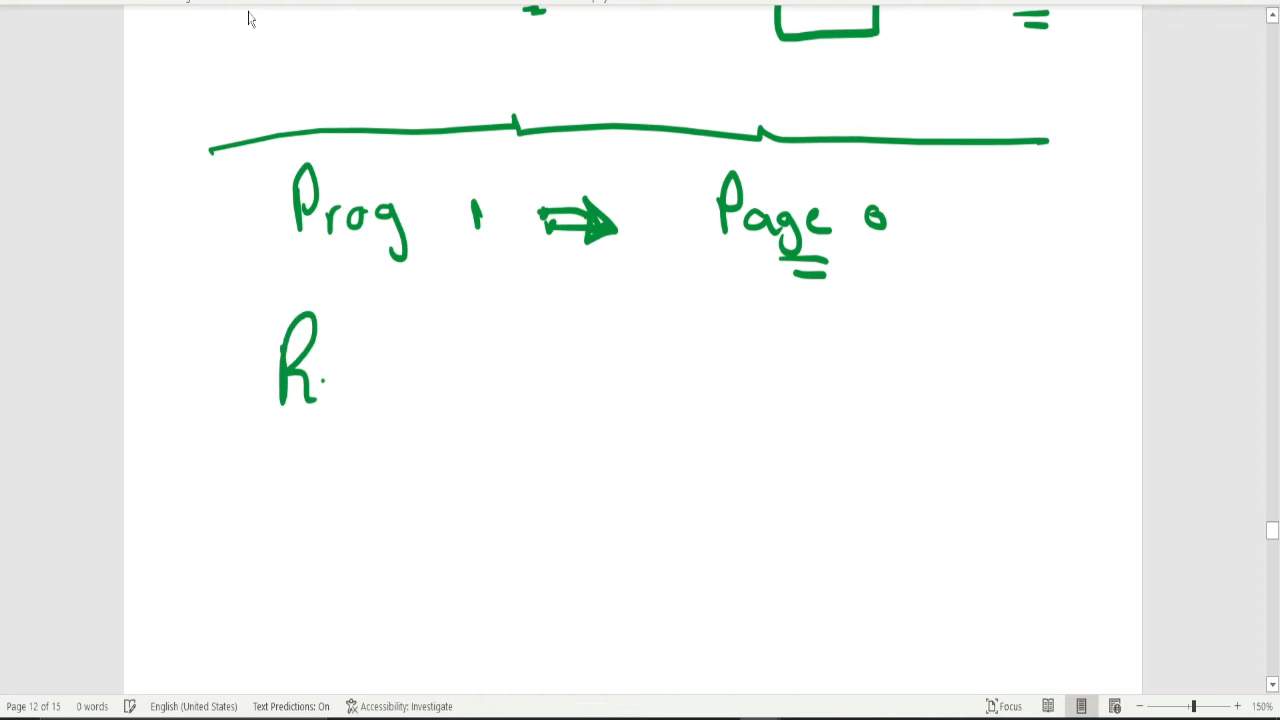 Prog 1 ⇒ Page 0
R
Page 12 of 15 0 words English (United States) Text Predictions: On Accessibility: Investigate Focus 150%